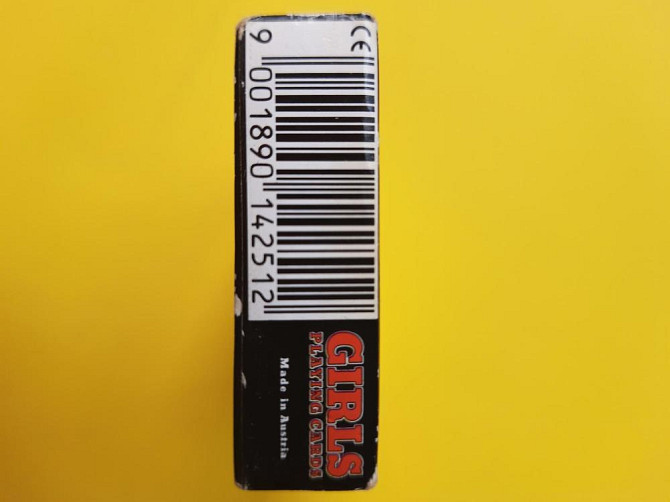 CE
9 001890 142512
GIRLS
PLAYING CARDS
Made in Austria